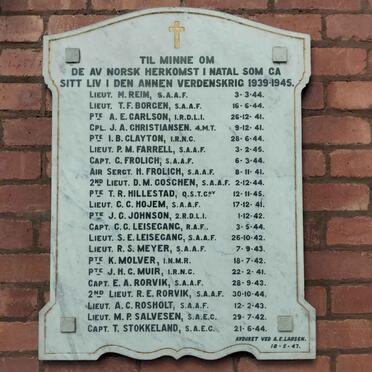 TIL MINNE OM
DE AV NORSK HERKOMST I NATAL SOM GA
SITT LIV I DEN ANNEN VERDENSKRIG 1939-1945.
LIEUT. N. REIM, S.A.A.F. 3-3-44.
LIEUT. T.F. BORGEN, S.A.A.F. 16-6-44.
PTE A.E. CARLSON, I.R.D.L.I. 26-12-41.
CPL. J.A. CHRISTIANSEN. 4.M.T. 9-12-41.
PTE I.B. CLAYTON, I.R.N.C. 28-6-44.
LIEUT. P.M. FARRELL, S.A.A.F. 3-2-45.
CAPT. G. FROLICH, S.A.A.F. 6-3-44.
AIR SERGT. H. FROLICH, S.A.A.F. 8-11-41.
2ND LIEUT. D.M. GOSCHEN, S.A.A.F. 2-12-44.
PTE T.R. HILLESTAD, Q.S.T.CSV 12-11-45.
LIEUT. C.C. HOJEM, S.A.A.F. 17-12-41.
PTE J.G. JOHNSON, 2.R.D.L.I. 1-12-42.
CAPT. C.G. LEISEGANG, R.A.F. 3-5-44.
LIEUT. S.E. LEISEGANG, S.A.A.F. 26-10-42.
LIEUT. R.S. MEYER, S.A.A.F. 7-9-43.
PTE K. MOLVER, I.N.M.R. 18-7-42.
PTE J.H.C. MUIR, I.R.N.C. 22-2-41.
CAPT. E.A. RORVIK, S.A.A.F. 28-9-43.
2ND LIEUT. R.E. RORVIK, S.A.A.F. 30-10-44.
LIEUT. A.C. ROSHOLT, S.A.A.F. 12-2-43.
LIEUT. M.P. SALVESEN, S.A.E.C. 29-7-42.
CAPT. T. STOKKELAND, S.A.E.C. 21-6-44.
AVDUKET VED A.E. LARSEN.
18-5-47.